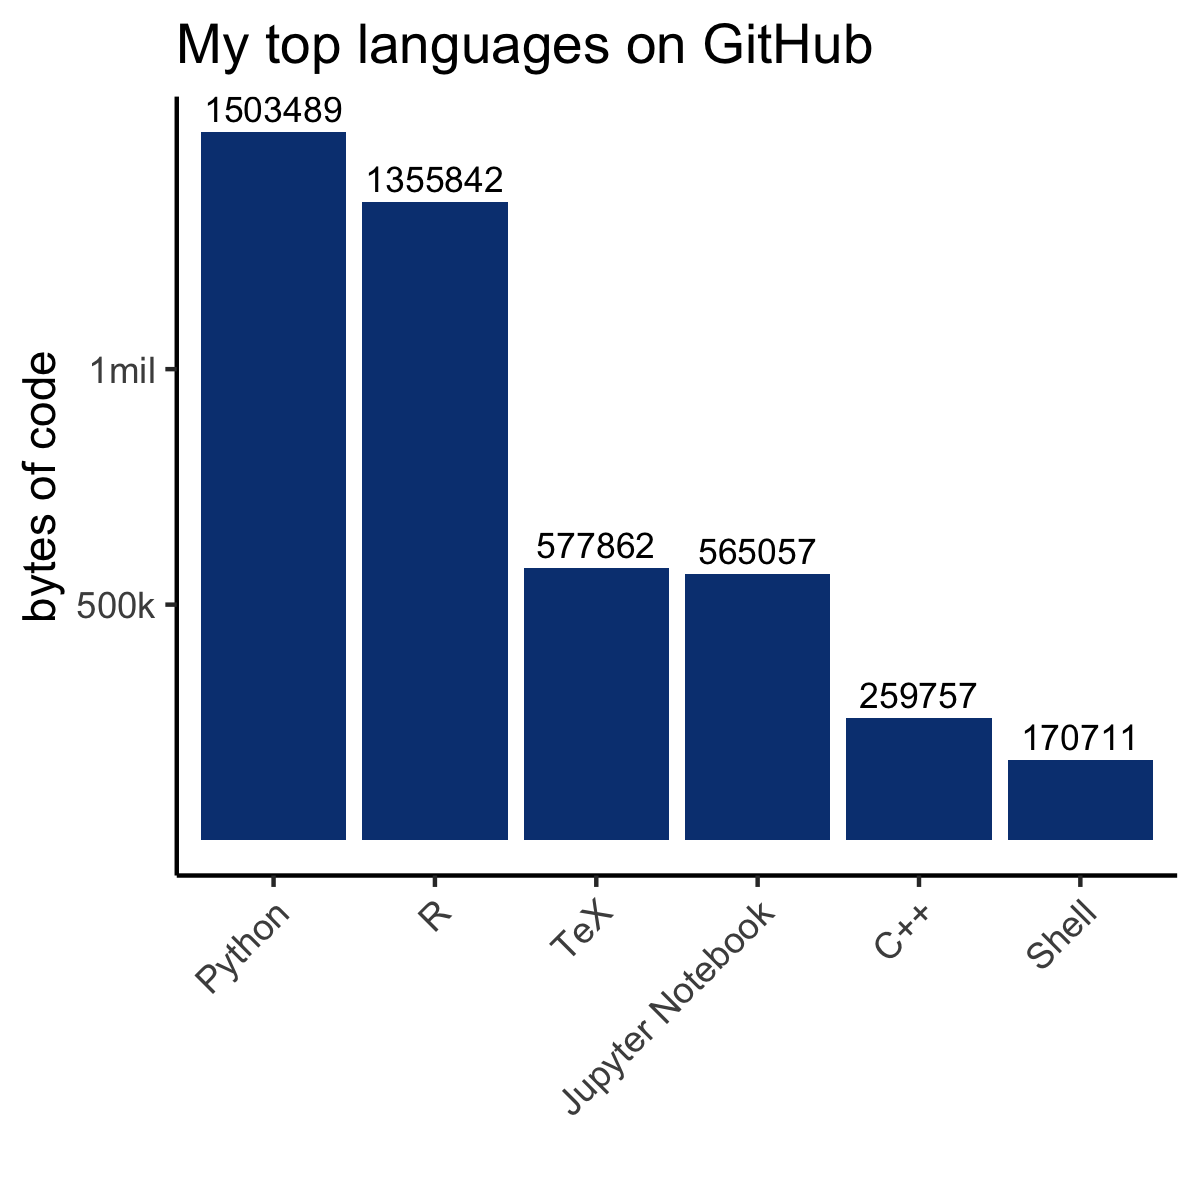 My top languages on GitHub
1503489
1355842
577862
565057
259757
170711
bytes of code
1mil
500k
Python
R
TeX
Jupyter Notebook
C++
Shell